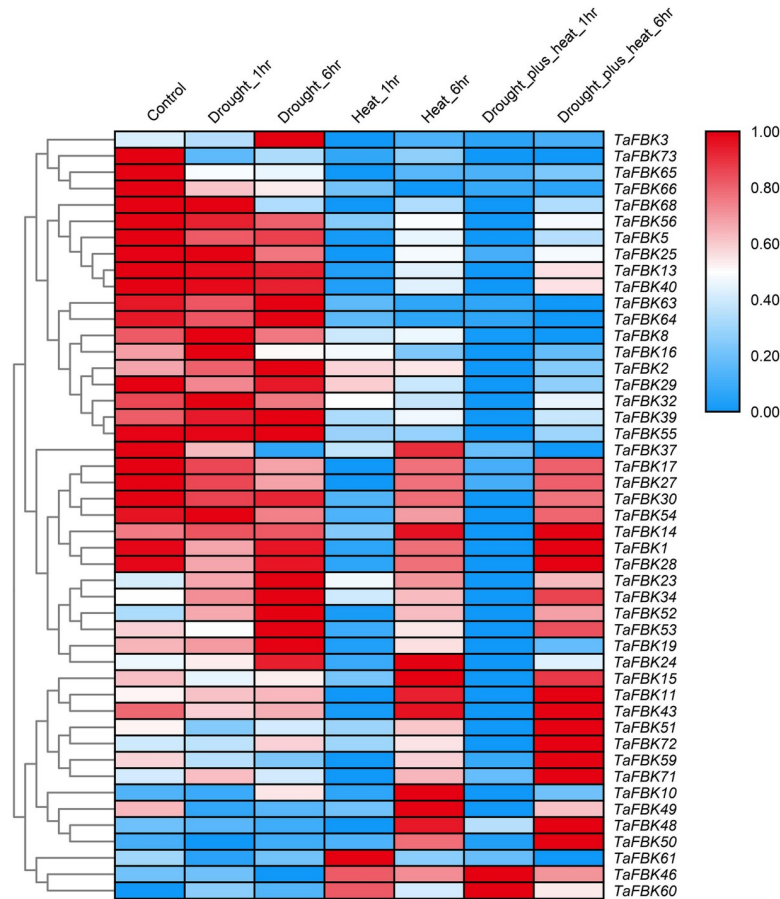 Control
Drought_1hr
Drought_6hr
Heat_1hr
Heat_6hr
Drought_plus_heat_1hr
Drought_plus_heat_6hr
TaFBK3
TaFBK73
TaFBK65
TaFBK66
TaFBK68
TaFBK56
TaFBK5
TaFBK25
TaFBK13
TaFBK40
TaFBK63
TaFBK64
TaFBK8
TaFBK16
TaFBK2
TaFBK29
TaFBK32
TaFBK39
TaFBK55
TaFBK37
TaFBK17
TaFBK27
TaFBK30
TaFBK54
TaFBK14
TaFBK1
TaFBK28
TaFBK23
TaFBK34
TaFBK52
TaFBK53
TaFBK19
TaFBK24
TaFBK15
TaFBK11
TaFBK43
TaFBK51
TaFBK72
TaFBK59
TaFBK71
TaFBK10
TaFBK49
TaFBK48
TaFBK50
TaFBK61
TaFBK46
TaFBK60
1.00
0.80
0.60
0.40
0.20
0.00